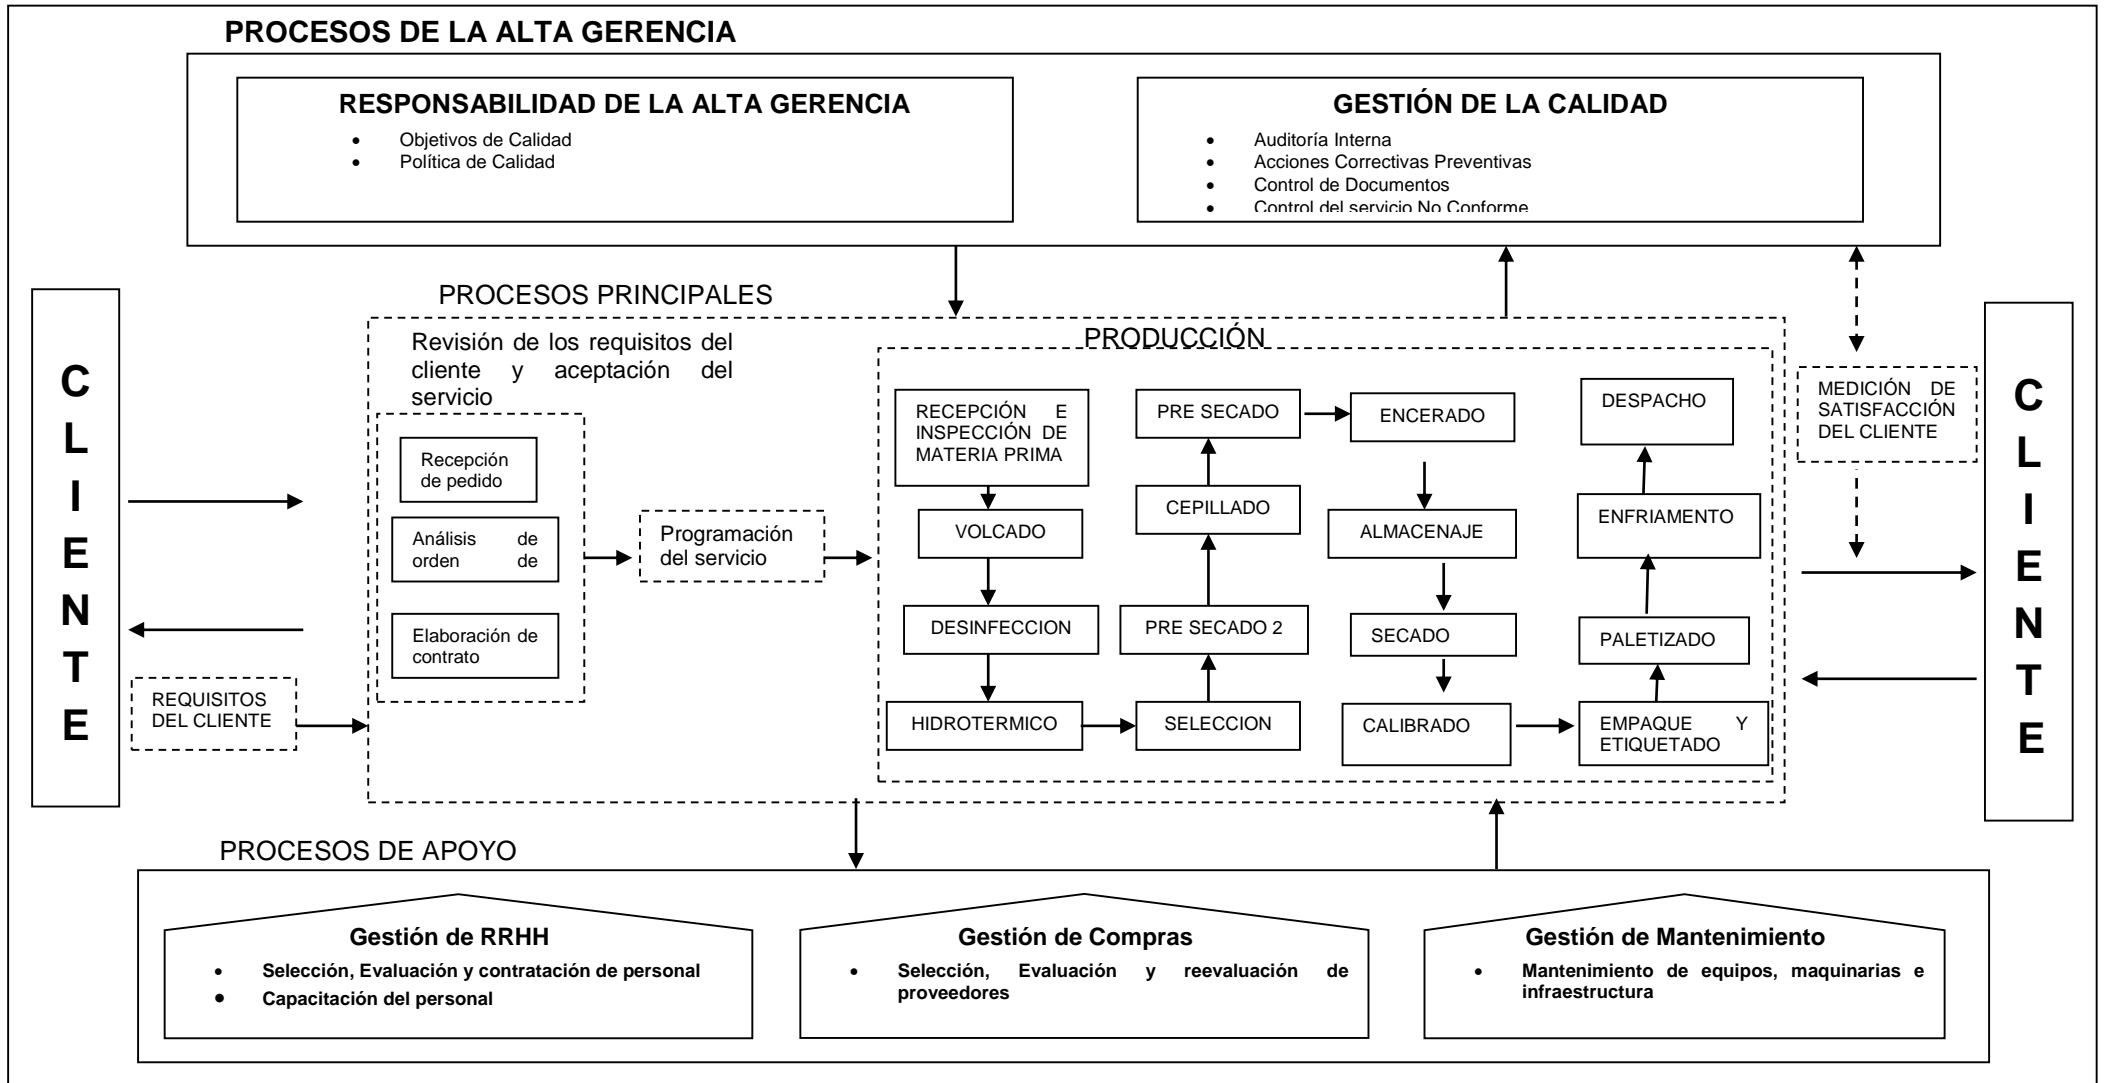 PROCESOS DE LA ALTA GERENCIA
RESPONSABILIDAD DE LA ALTA GERENCIA
• Objetivos de Calidad
• Política de Calidad
GESTIÓN DE LA CALIDAD
• Auditoría Interna
• Acciones Correctivas Preventivas
• Control de Documentos
• Control del servicio No Conforme
CLIENTE
REQUISITOS
DEL CLIENTE
PROCESOS PRINCIPALES
Revisión de los requisitos del
cliente y aceptación del
servicio
Recepción
de pedido
Análisis de
orden de
Elaboración de
contrato
Programación
del servicio
PRODUCCIÓN
RECEPCIÓN E
INSPECCIÓN DE
MATERIA PRIMA
VOLCADO
DESINFECCION
HIDROTERMICO
SELECCION
PRE SECADO 2
CEPILLADO
PRE SECADO
ENCERADO
ALMACENAJE
SECADO
CALIBRADO
EMPAQUE Y
ETIQUETADO
PALETIZADO
ENFRIAMENTO
DESPACHO
MEDICIÓN DE
SATISFACCIÓN
DEL CLIENTE
CLIENTE
PROCESOS DE APOYO
Gestión de RRHH
• Selección, Evaluación y contratación de personal
• Capacitación del personal
Gestión de Compras
• Selección, Evaluación y reevaluación de
proveedores
Gestión de Mantenimiento
• Mantenimiento de equipos, maquinarias e
infraestructura